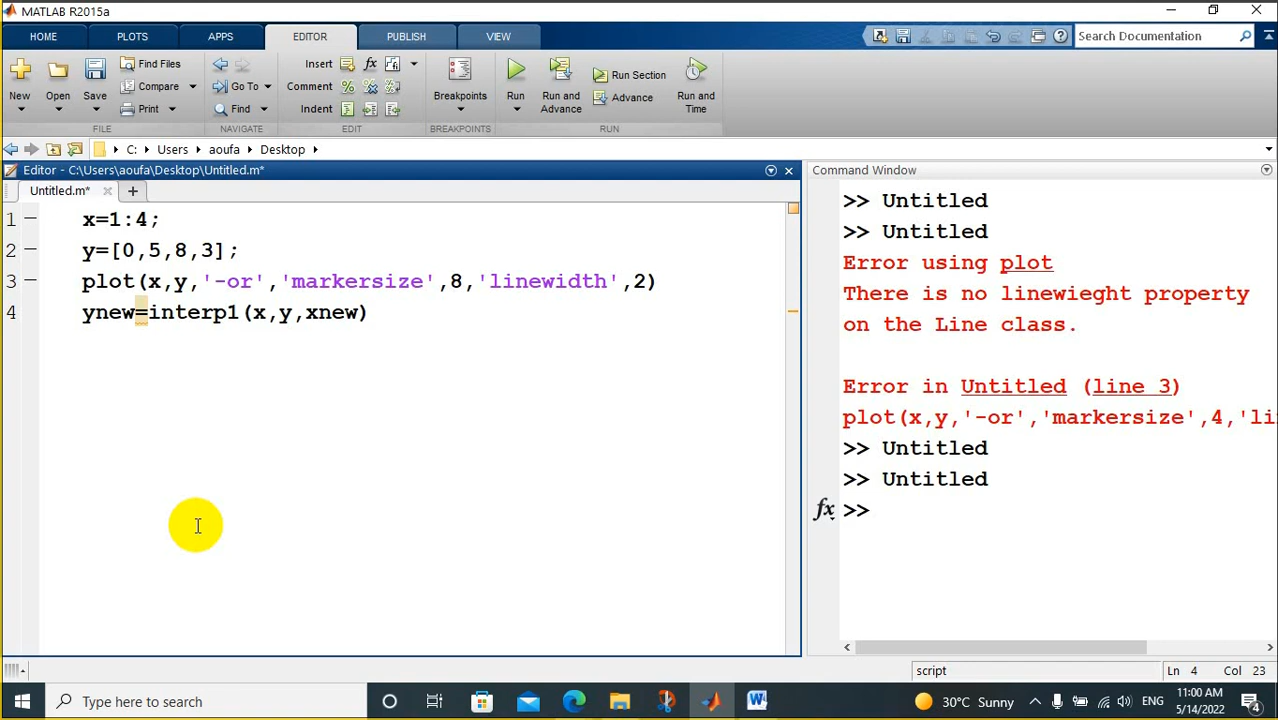 MATLAB R2015a
HOME PLOTS APPS EDITOR PUBLISH VIEW
Search Documentation
New Open Save
Find Files
Compare
Print
FILE
Go To
Find
NAVIGATE
Insert fx
Comment %
Indent
EDIT
Breakpoints
BREAKPOINTS
Run
Run and Advance
Run Section
Advance
Run and Time
RUN
C: Users aoufa Desktop
Editor - C:\Users\aoufa\Desktop\Untitled.m*
Untitled.m*
1 x=1:4;
2 y=[0,5,8,3];
3 plot(x,y,'-or','markersize',8,'linewidth',2)
4 ynew=interp1(x,y,xnew)
Command Window
>> Untitled
>> Untitled
Error using plot
There is no linewieght property
on the Line class.
Error in Untitled (line 3)
plot(x,y,'-or','markersize',4,'li
>> Untitled
>> Untitled
fx >>
script Ln 4 Col 23
Type here to search
30°C Sunny
ENG
11:00 AM
5/14/2022
4